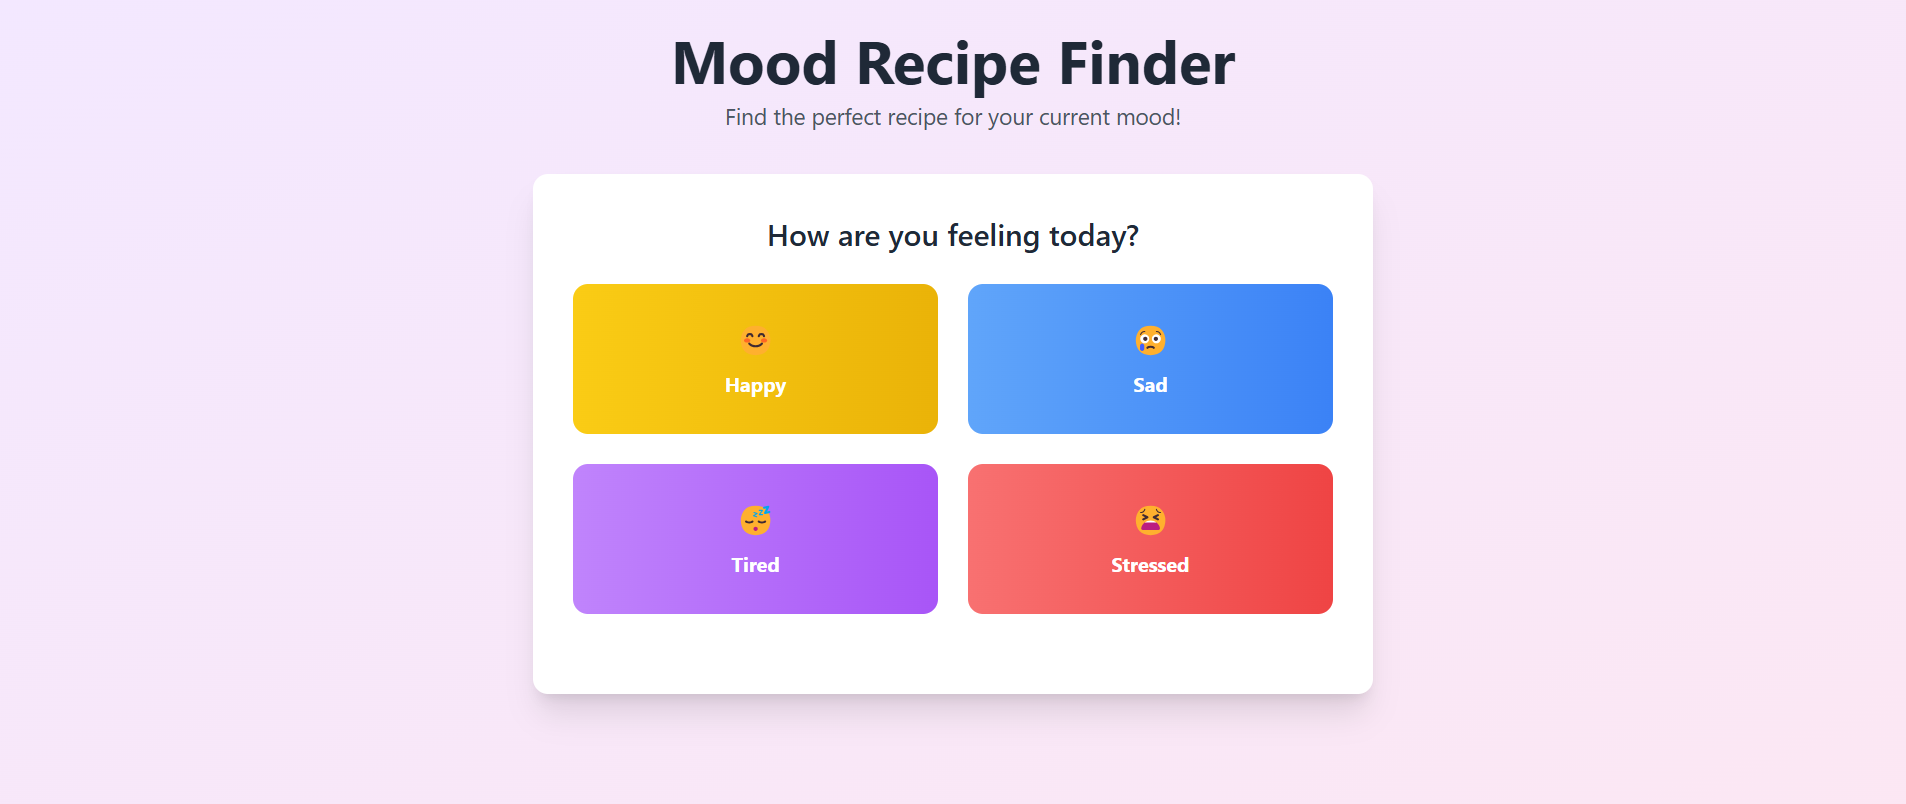 Mood Recipe Finder
Find the perfect recipe for your current mood!
How are you feeling today?
Happy
Sad
Tired
Stressed